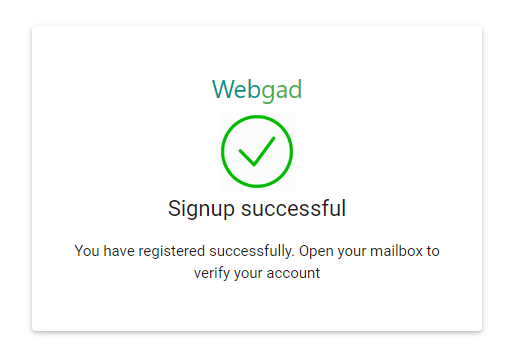 Webgad
Signup successful
You have registered successfully. Open your mailbox to
verify your account